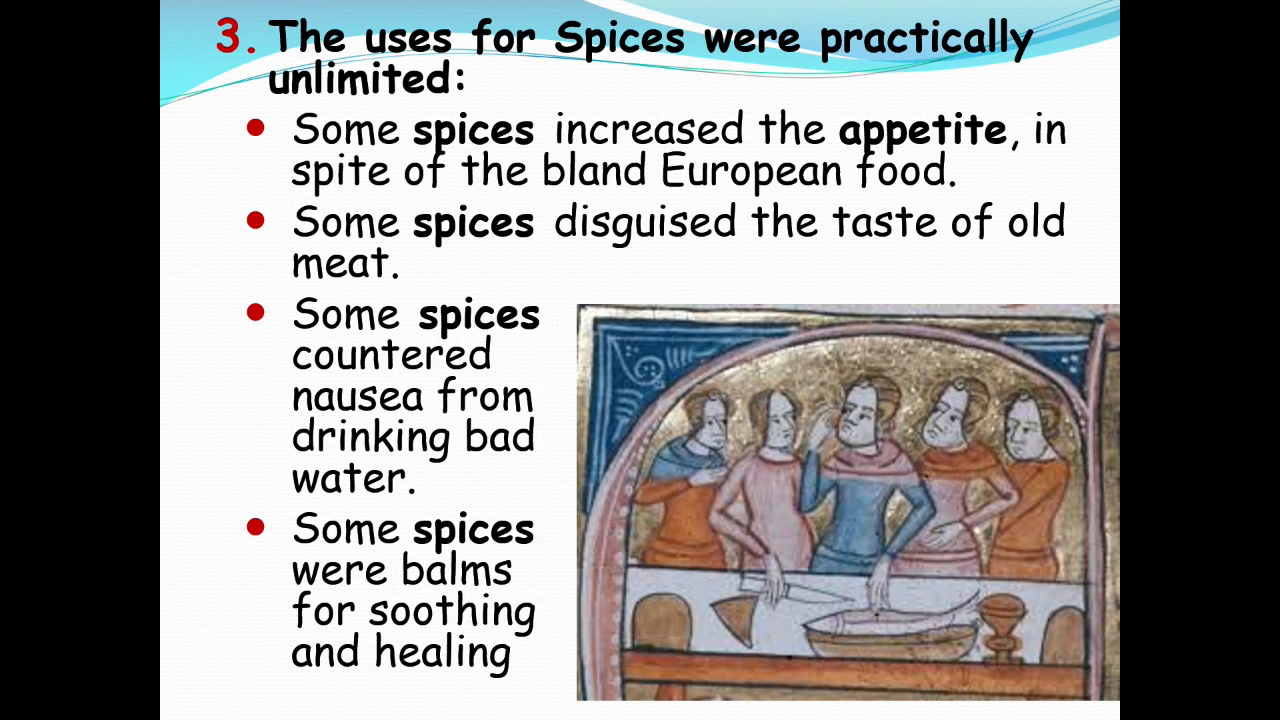 3. The uses for Spices were practically
unlimited:
• Some spices increased the appetite, in
spite of the bland European food.
• Some spices disguised the taste of old
meat.
• Some spices
countered
nausea from
drinking bad
water.
• Some spices
were balms
for soothing
and healing